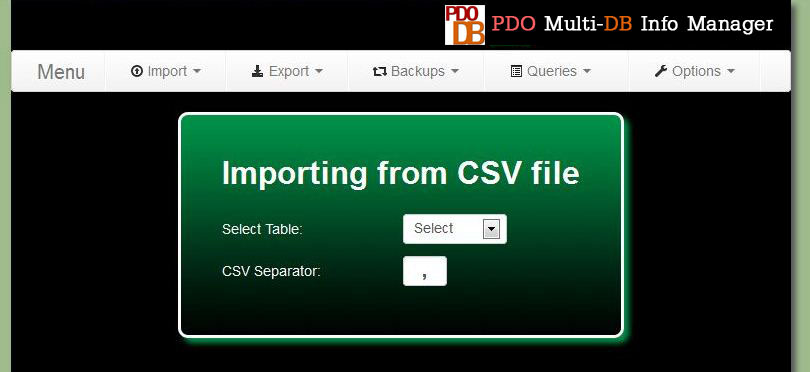 PDO
DB
PDO Multi-DB Info Manager
Menu Import Export Backups Queries Options
Importing from CSV file
Select Table: Select
CSV Separator: ,